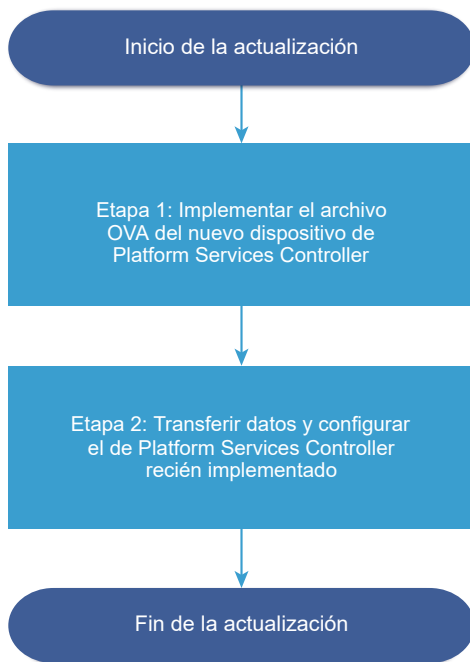 Inicio de la actualización
Etapa 1: Implementar el archivo
OVA del nuevo dispositivo de
Platform Services Controller
Etapa 2: Transferir datos y configurar
el de Platform Services Controller
recién implementado
Fin de la actualización